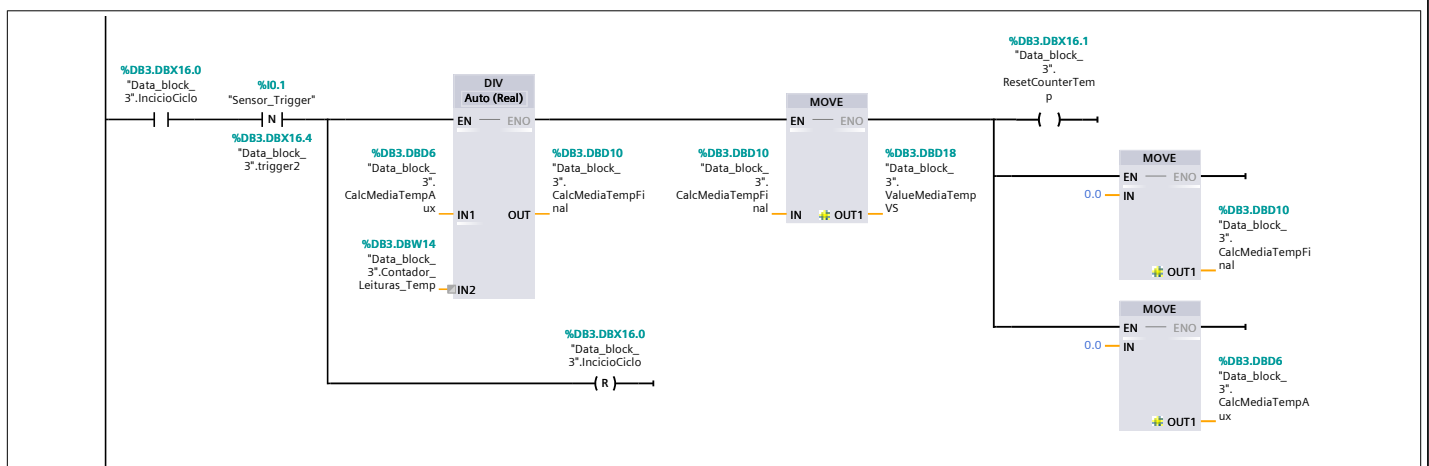 %DB3.DBX16.0
"Data_block_
3".IncicioCiclo
%I0.1
"Sensor_Trigger"
N
%DB3.DBX16.4
"Data_block_
3".trigger2
DIV
Auto (Real)
EN
ENO
%DB3.DBD6
"Data_block_
3".
CalcMediaTempA
ux
IN1
%DB3.DBW14
"Data_block_
3".Contador_
Leituras_Temp
IN2
OUT
%DB3.DBD10
"Data_block_
3".
CalcMediaTempFi
nal
MOVE
EN
ENO
%DB3.DBD10
"Data_block_
3".
CalcMediaTempFi
nal
IN
OUT1
%DB3.DBD18
"Data_block_
3".
ValueMediaTemp
VS
%DB3.DBX16.1
"Data_block_
3".
ResetCounterTem
p
MOVE
EN
ENO
0.0
IN
OUT1
%DB3.DBD10
"Data_block_
3".
CalcMediaTempFi
nal
MOVE
EN
ENO
0.0
IN
OUT1
%DB3.DBD6
"Data_block_
3".
CalcMediaTempA
ux
%DB3.DBX16.0
"Data_block_
3".IncicioCiclo
R